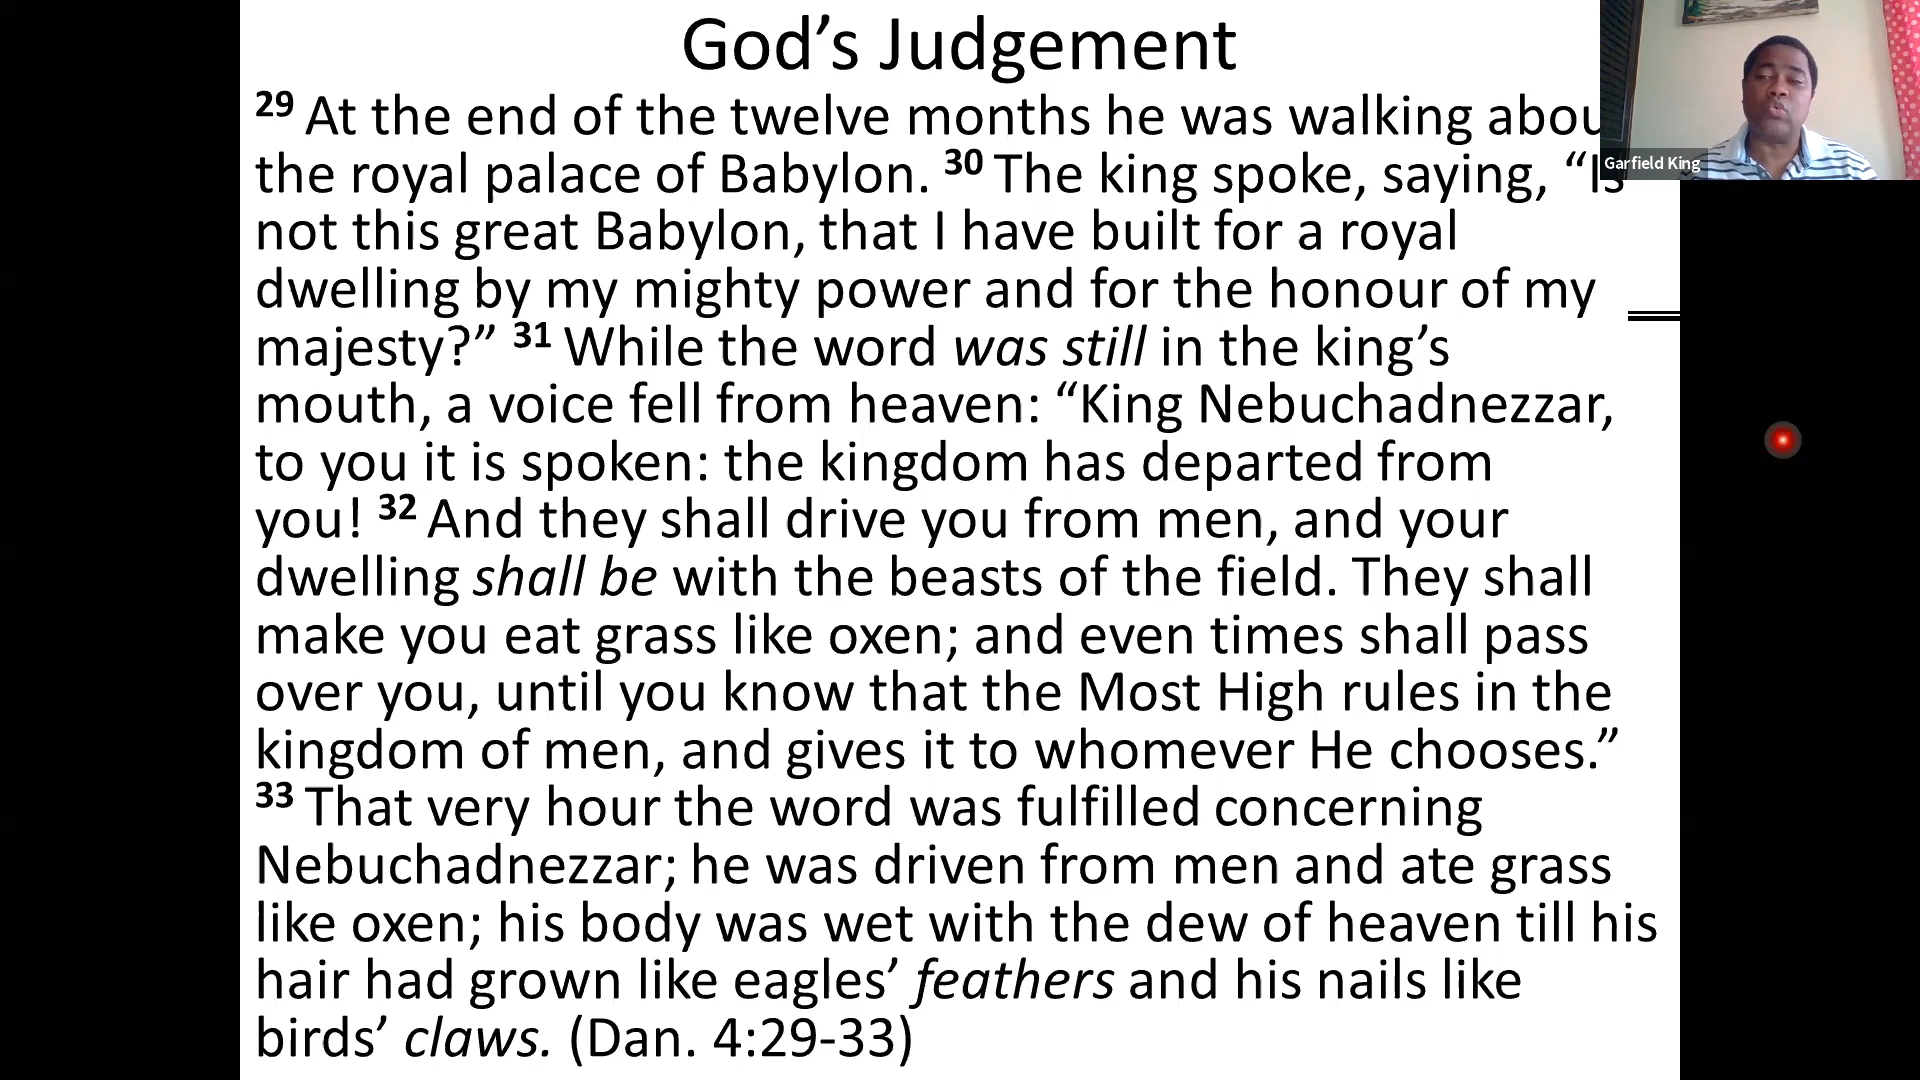 God’s Judgement
29 At the end of the twelve months he was walking abou
the royal palace of Babylon. 30 The king spoke, saying, “Is
not this great Babylon, that I have built for a royal
dwelling by my mighty power and for the honour of my
majesty?” 31 While the word was still in the king’s
mouth, a voice fell from heaven: “King Nebuchadnezzar,
to you it is spoken: the kingdom has departed from
you! 32 And they shall drive you from men, and your
dwelling shall be with the beasts of the field. They shall
make you eat grass like oxen; and even times shall pass
over you, until you know that the Most High rules in the
kingdom of men, and gives it to whomever He chooses.”
33 That very hour the word was fulfilled concerning
Nebuchadnezzar; he was driven from men and ate grass
like oxen; his body was wet with the dew of heaven till his
hair had grown like eagles’ feathers and his nails like
birds’ claws. (Dan. 4:29-33)
Garfield King